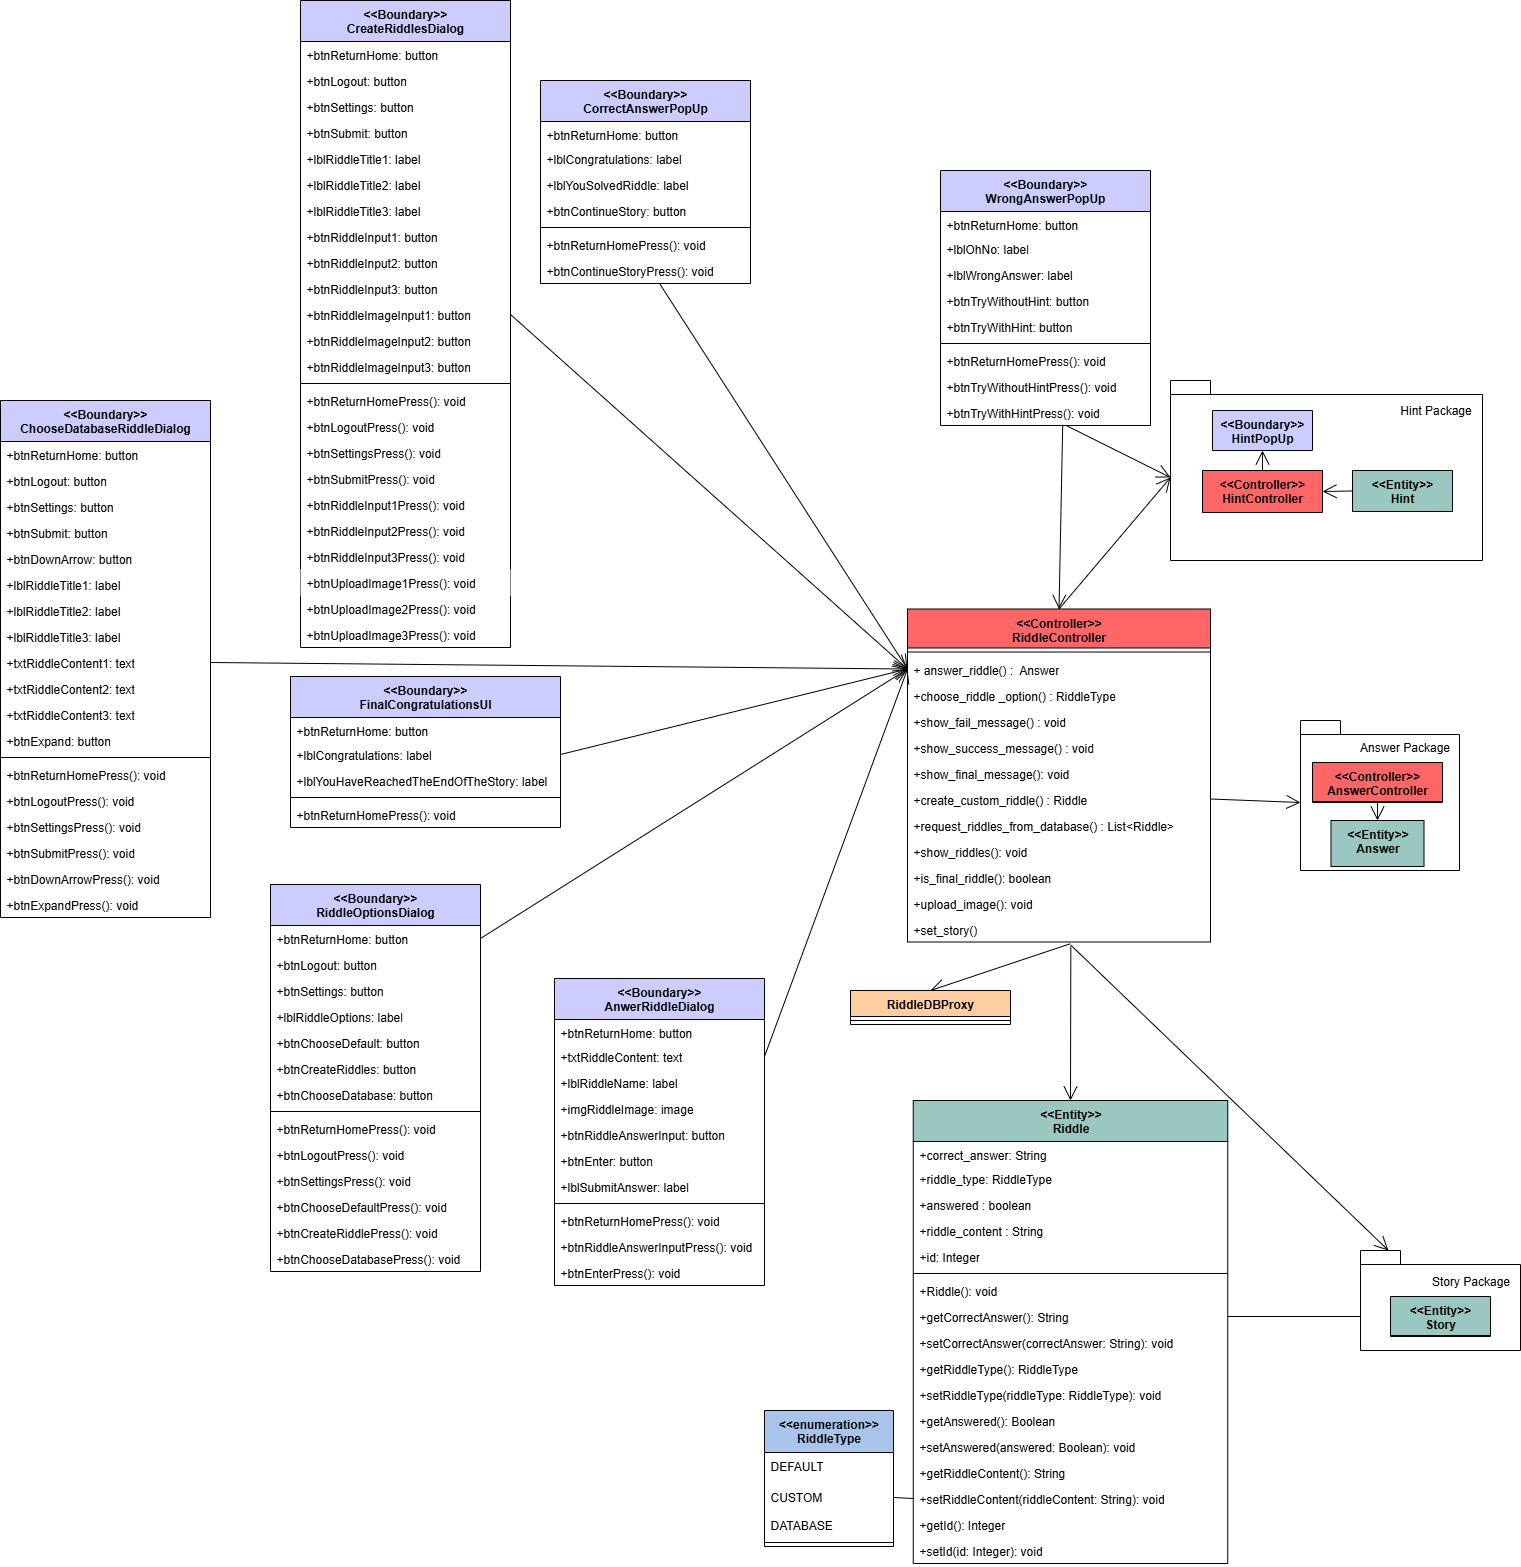 <<Boundary>>
CreateRiddlesDialog
+btnReturnHome: button
+btnLogout: button
+btnSettings: button
+btnSubmit: button
+lblRiddleTitle1: label
+lblRiddleTitle2: label
+lblRiddleTitle3: label
+btnRiddleInput1: button
+btnRiddleInput2: button
+btnRiddleInput3: button
+btnRiddleImageInput1: button
+btnRiddleImageInput2: button
+btnRiddleImageInput3: button
+btnReturnHomePress(): void
+btnLogoutPress(): void
+btnSettingsPress(): void
+btnSubmitPress(): void
+btnRiddleInput1Press(): void
+btnRiddleInput2Press(): void
+btnRiddleInput3Press(): void
+btnUploadImage1Press(): void
+btnUploadImage2Press(): void
+btnUploadImage3Press(): void
<<Boundary>>
CorrectAnswerPopUp
+btnReturnHome: button
+lblCongratulations: label
+lblYouSolvedRiddle: label
+btnContinueStory: button
+btnReturnHomePress(): void
+btnContinueStoryPress(): void
<<Boundary>>
WrongAnswerPopUp
+btnReturnHome: button
+lblOhNo: label
+lblWrongAnswer: label
+btnTryWithoutHint: button
+btnTryWithHint: button
+btnReturnHomePress(): void
+btnTryWithoutHintPress(): void
+btnTryWithHintPress(): void
Hint Package
<<Boundary>>
HintPopUp
<<Controller>>
HintController
<<Entity>>
Hint
<<Boundary>>
ChooseDatabaseRiddleDialog
+btnReturnHome: button
+btnLogout: button
+btnSettings: button
+btnSubmit: button
+btnDownArrow: button
+lblRiddleTitle1: label
+lblRiddleTitle2: label
+lblRiddleTitle3: label
+txtRiddleContent1: text
+txtRiddleContent2: text
+txtRiddleContent3: text
+btnExpand: button
+btnReturnHomePress(): void
+btnLogoutPress(): void
+btnSettingsPress(): void
+btnSubmitPress(): void
+btnDownArrowPress(): void
+btnExpandPress(): void
<<Boundary>>
FinalCongratulationsUI
+btnReturnHome: button
+lblCongratulations: label
+lblYouHaveReachedTheEndOfTheStory: label
+btnReturnHomePress(): void
<<Controller>>
RiddleController
+ answer_riddle() :  Answer
+choose_riddle _option() : RiddleType
+show_fail_message() : void
+show_success_message() : void
+show_final_message(): void
+create_custom_riddle() : Riddle
+request_riddles_from_database() : List<Riddle>
+show_riddles(): void
+is_final_riddle(): boolean
+upload_image(): void
+set_story()
Answer Package
<<Controller>>
AnswerController
<<Entity>>
Answer
<<Boundary>>
RiddleOptionsDialog
+btnReturnHome: button
+btnLogout: button
+btnSettings: button
+lblRiddleOptions: label
+btnChooseDefault: button
+btnCreateRiddles: button
+btnChooseDatabase: button
+btnReturnHomePress(): void
+btnLogoutPress(): void
+btnSettingsPress(): void
+btnChooseDefaultPress(): void
+btnCreateRiddlePress(): void
+btnChooseDatabasePress(): void
<<Boundary>>
AnwerRiddleDialog
+btnReturnHome: button
+txtRiddleContent: text
+lblRiddleName: label
+imgRiddleImage: image
+btnRiddleAnswerInput: button
+btnEnter: button
+lblSubmitAnswer: label
+btnReturnHomePress(): void
+btnRiddleAnswerInputPress(): void
+btnEnterPress(): void
RiddleDBProxy
<<Entity>>
Riddle
+correct_answer: String
+riddle_type: RiddleType
+answered : boolean
+riddle_content : String
+id: Integer
+Riddle(): void
+getCorrectAnswer(): String
+setCorrectAnswer(correctAnswer: String): void
+getRiddleType(): RiddleType
+setRiddleType(riddleType: RiddleType): void
+getAnswered(): Boolean
+setAnswered(answered: Boolean): void
+getRiddleContent(): String
+setRiddleContent(riddleContent: String): void
+getId(): Integer
+setId(id: Integer): void
Story Package
<<Entity>>
Story
<<enumeration>>
RiddleType
DEFAULT
CUSTOM
DATABASE